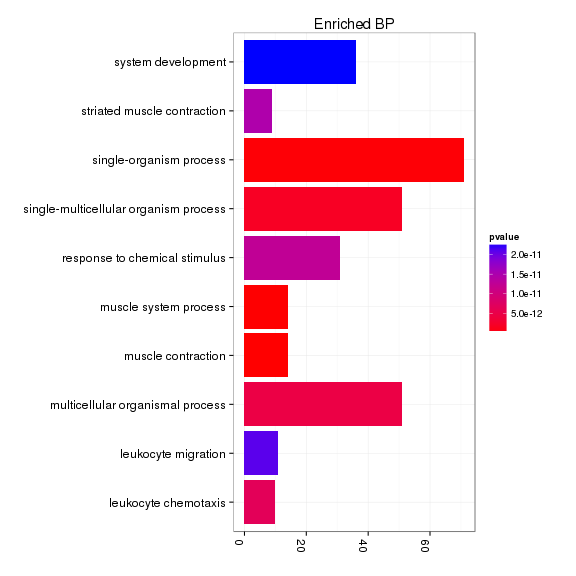 Enriched BP
system development
striated muscle contraction
single-organism process
single-multicellular organism process
response to chemical stimulus
muscle system process
muscle contraction
multicellular organismal process
leukocyte migration
leukocyte chemotaxis
0
20
40
60
pvalue
2.0e-11
1.5e-11
1.0e-11
5.0e-12